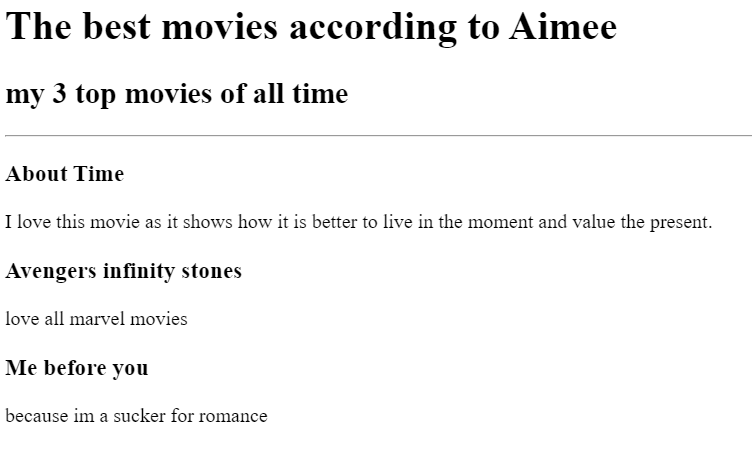 The best movies according to Aimee
my 3 top movies of all time
About Time
I love this movie as it shows how it is better to live in the moment and value the present.
Avengers infinity stones
love all marvel movies
Me before you
because im a sucker for romance